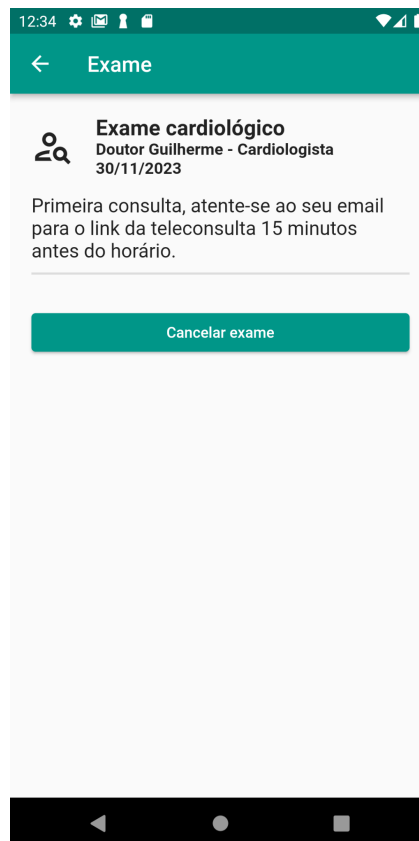 12:34
Exame
Exame cardiológico
Doutor Guilherme - Cardiologista
30/11/2023
Primeira consulta, atente-se ao seu email
para o link da teleconsulta 15 minutos
antes do horário.
Cancelar exame